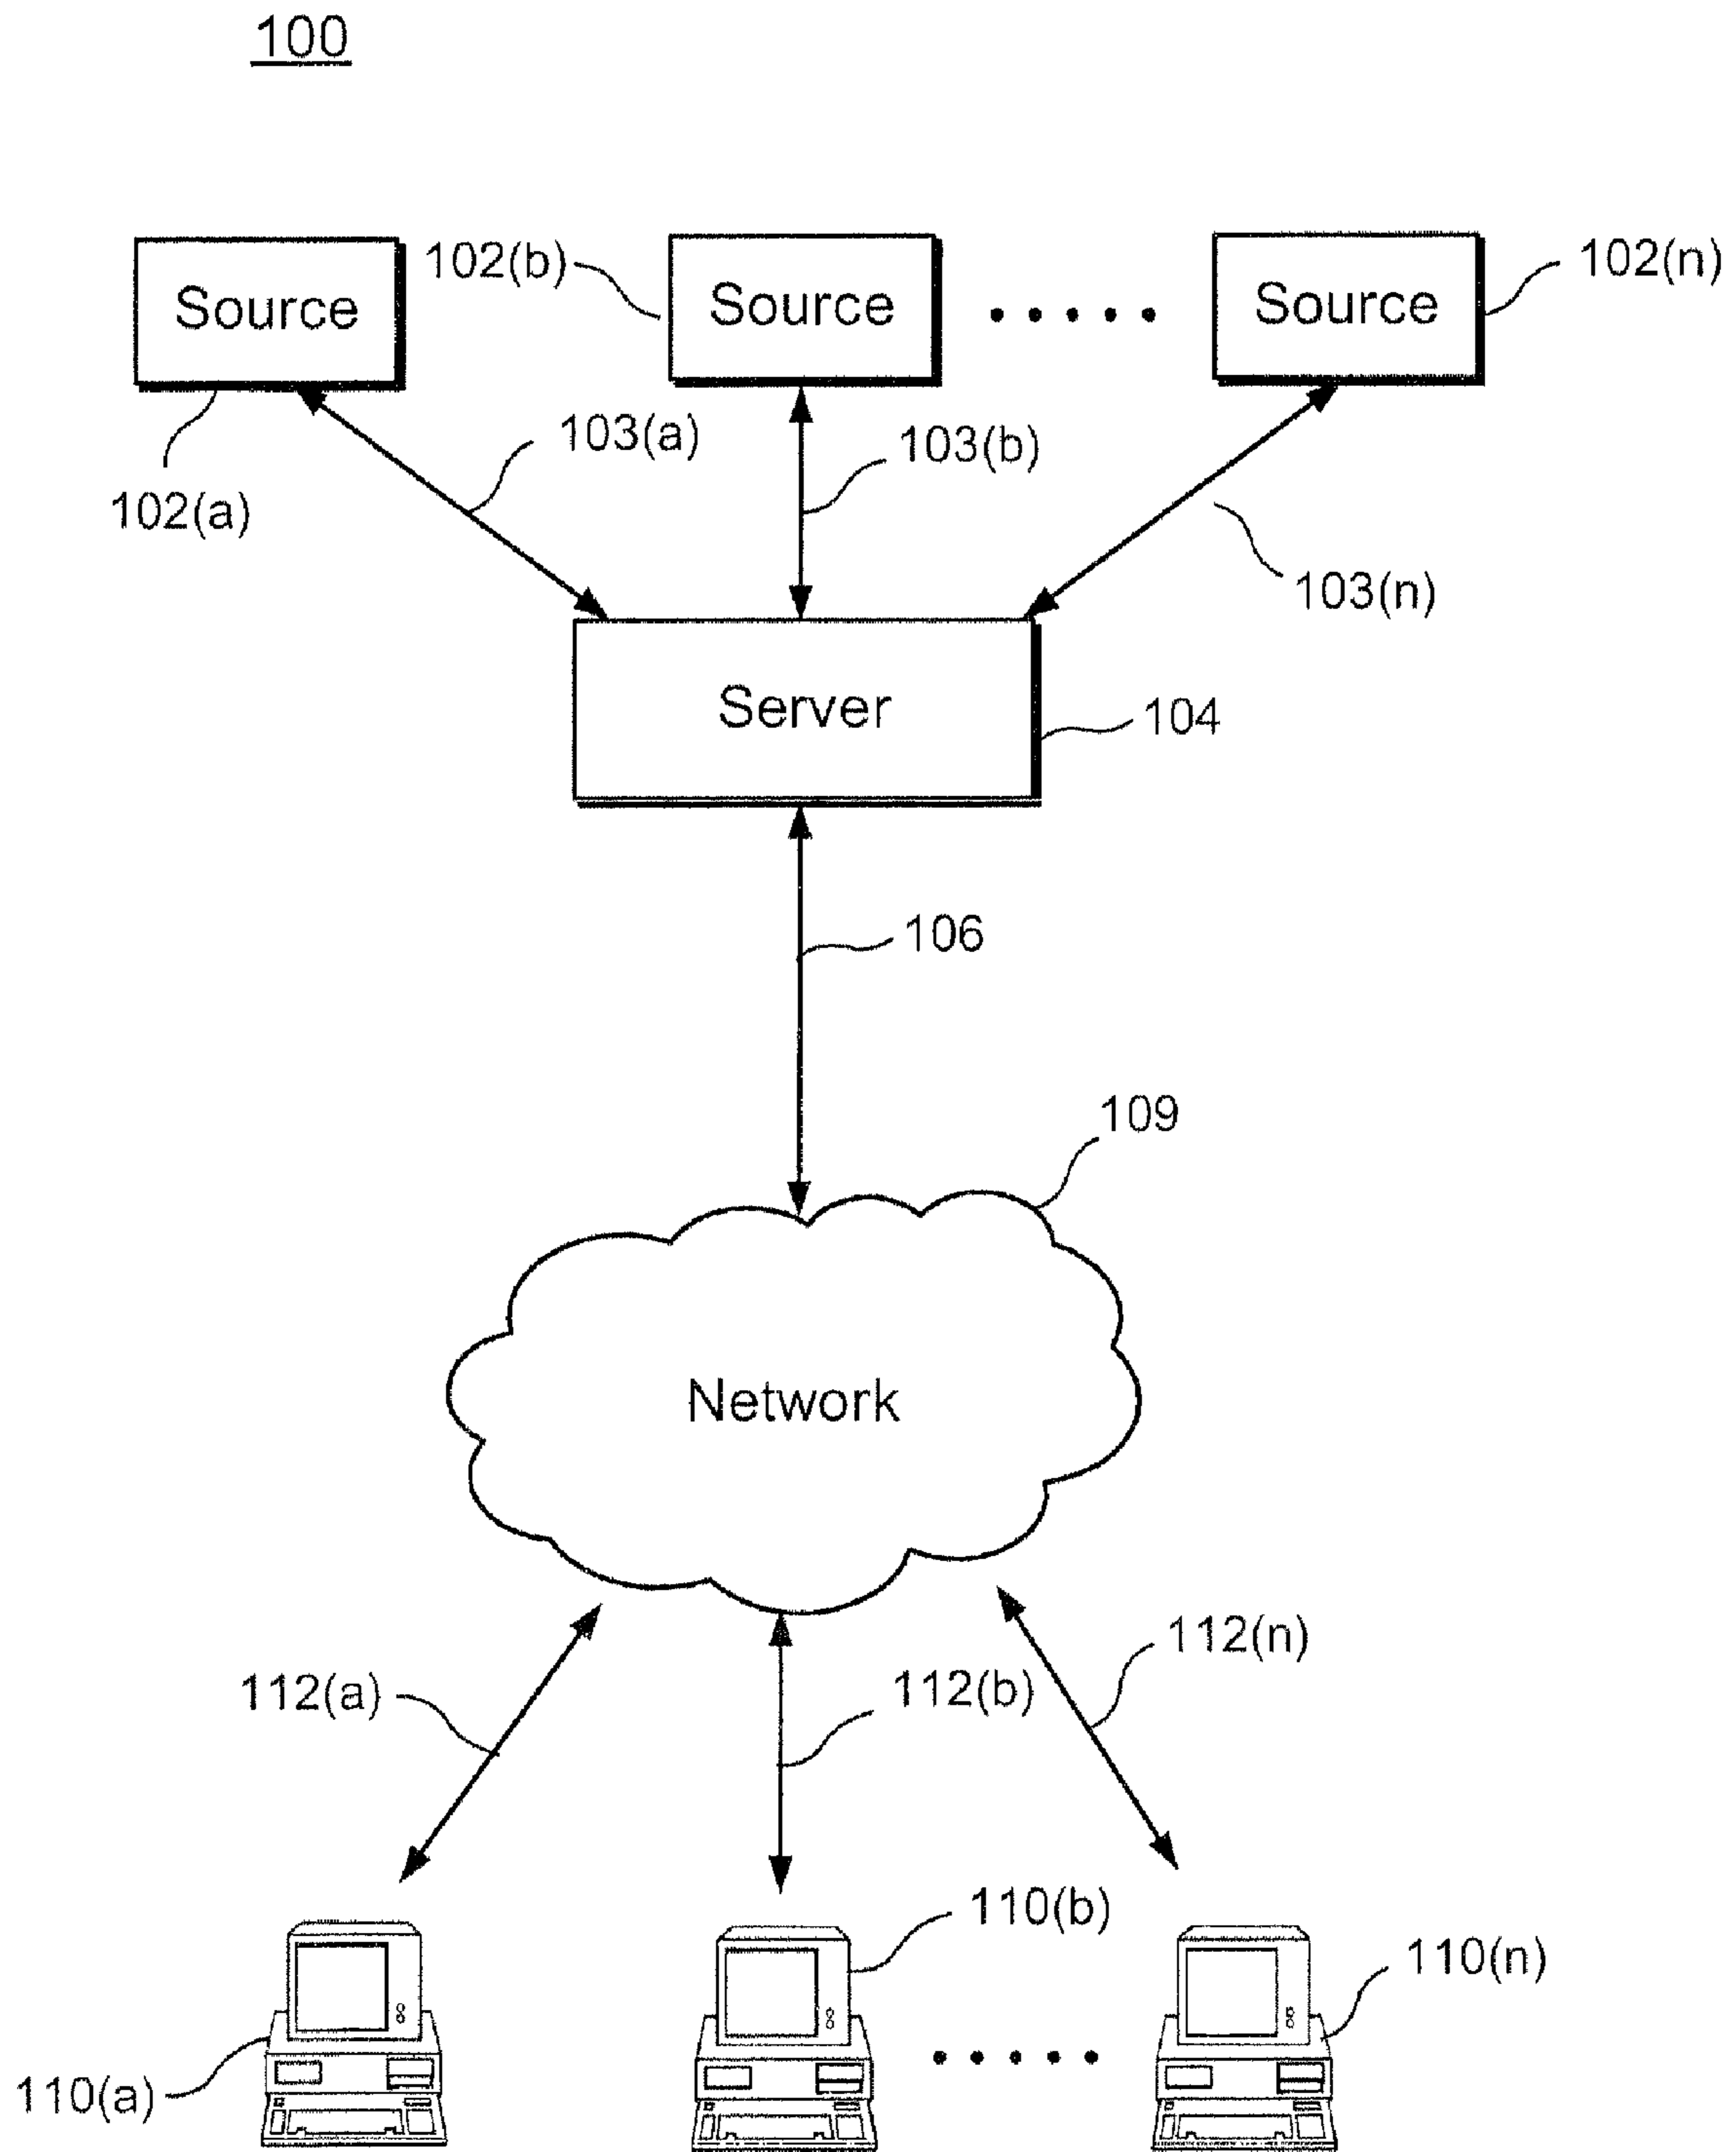 100
102(b)
102(n)
Source
Source
Source
103(a)
103(b)
102(a)
103(n)
Server
104
106
109
Network
112(n)
112(a)
112(b)
110(b)
110(n)
110(a)